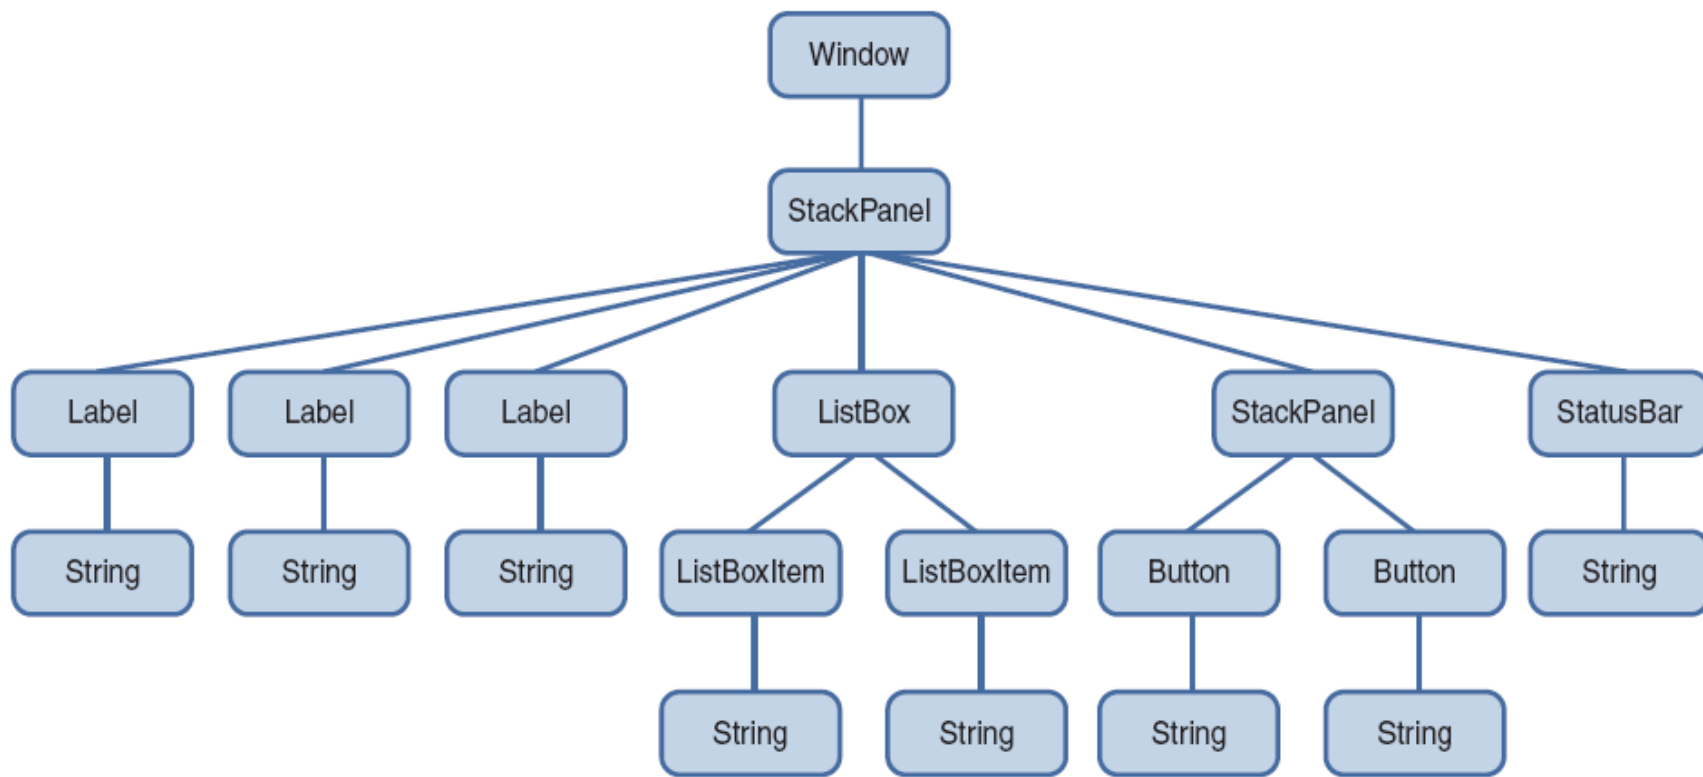 Window
StackPanel
Label
Label
Label
ListBox
StackPanel
StatusBar
String
String
String
ListBoxItem
ListBoxItem
Button
Button
String
String
String
String
String